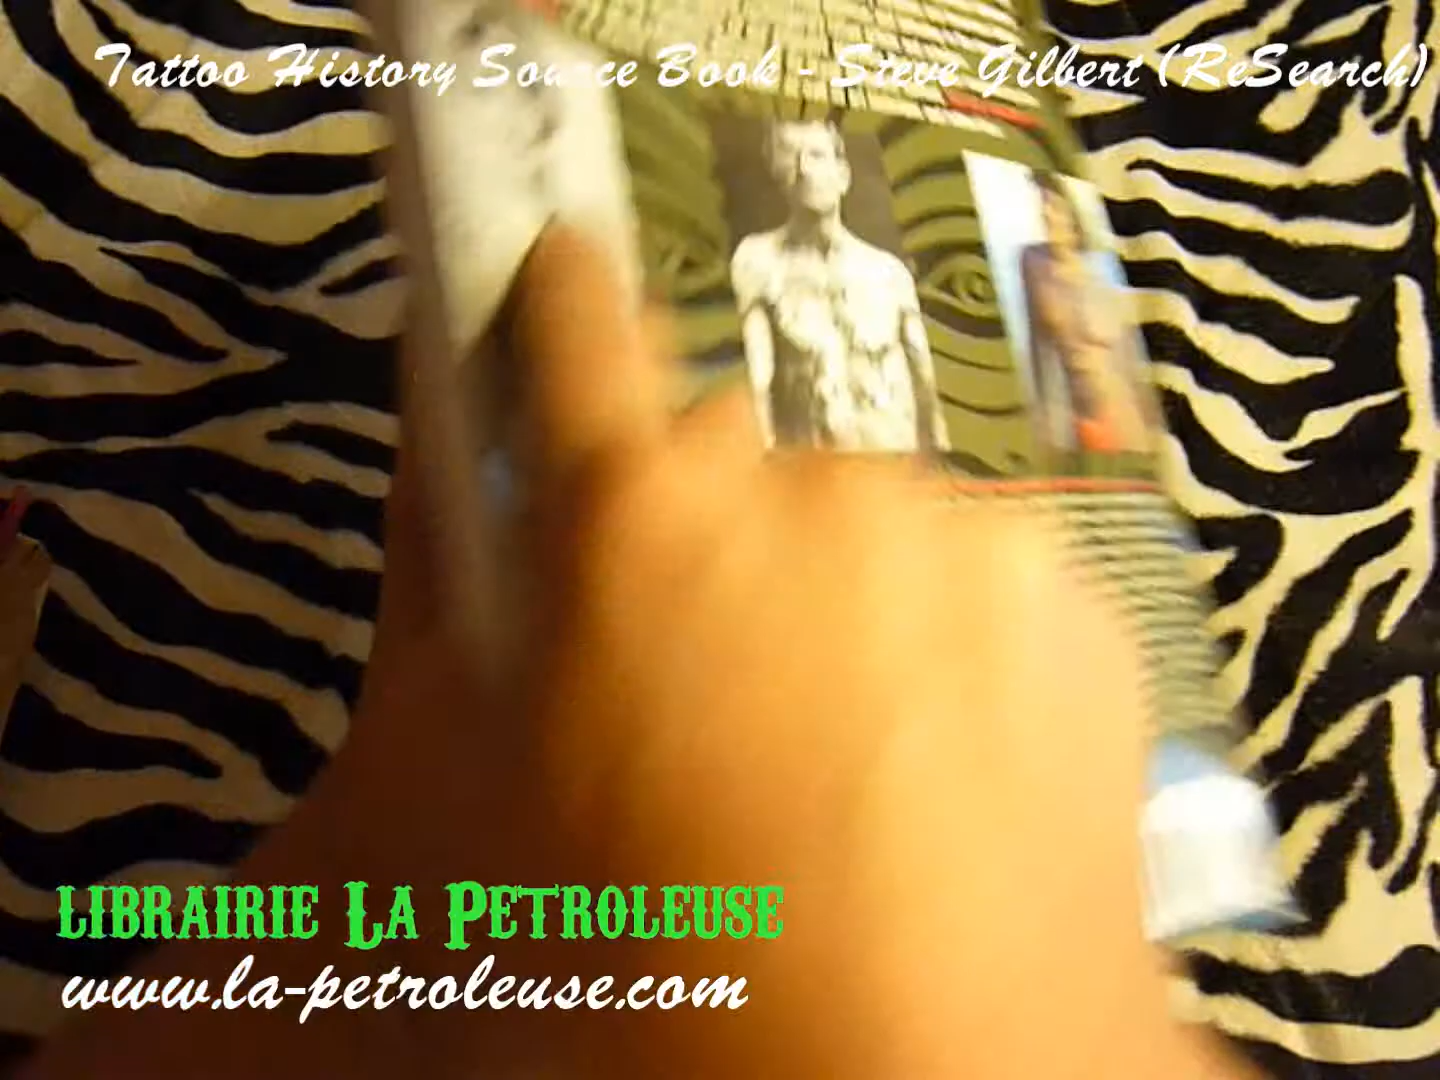 Tattoo History Source Book - Steve Gilbert (ReSearch)
LIBRAIRIE LA PETROLEUSE
www.la-petroleuse.com